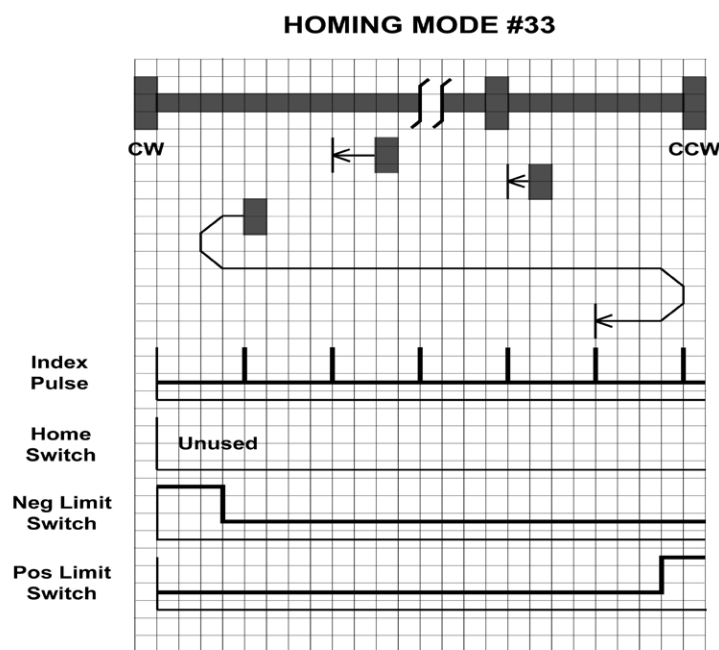 HOMING MODE #33
CW
CCW
Index
Pulse
Home
Switch
Unused
Neg Limit
Switch
Pos Limit
Switch